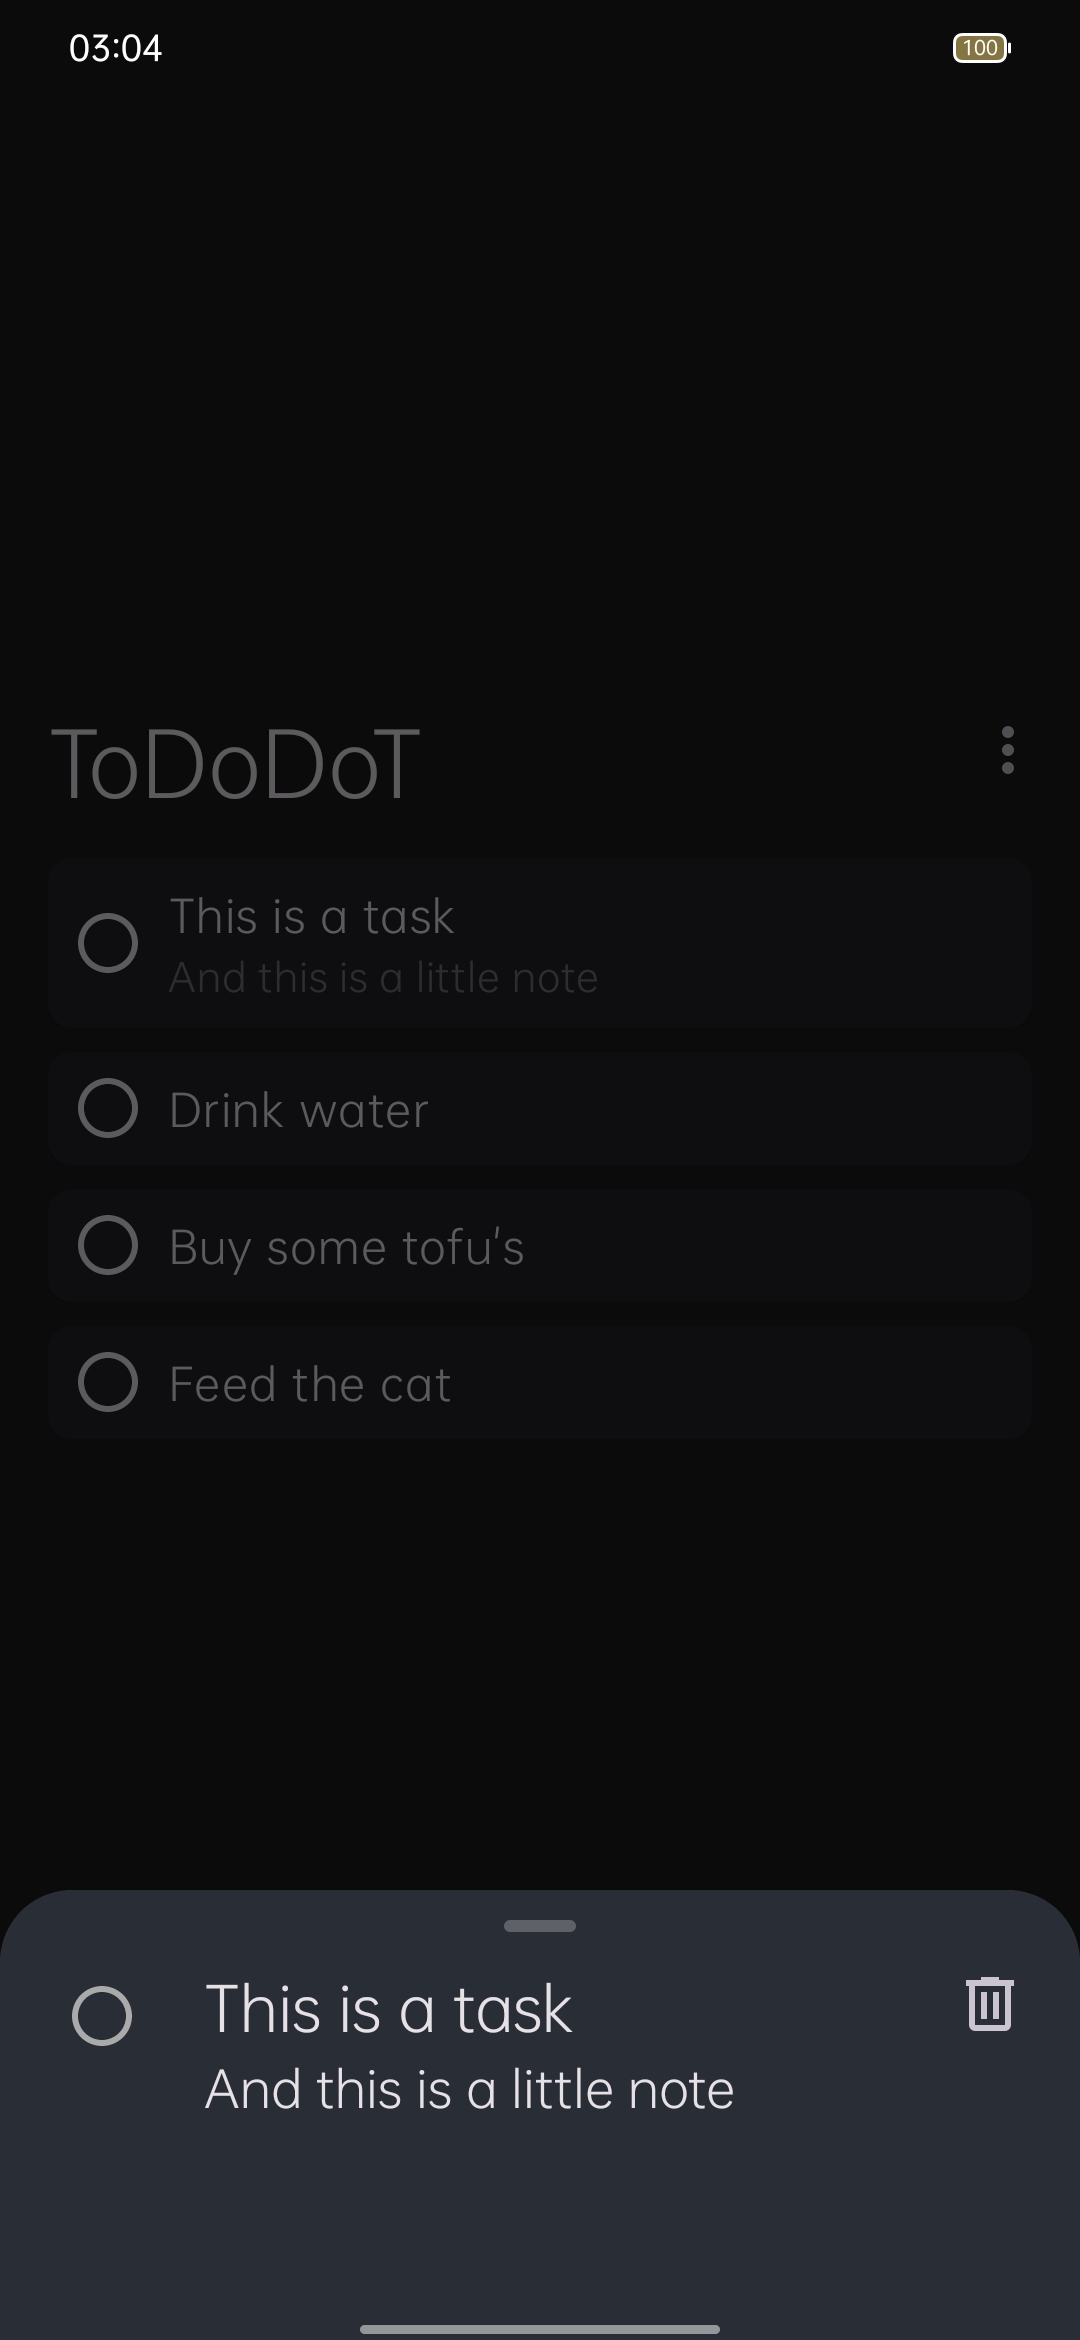 03:04
100
ToDoDoT
This is a task
And this is a little note
Drink water
Buy some tofu's
Feed the cat
This is a task
And this is a little note